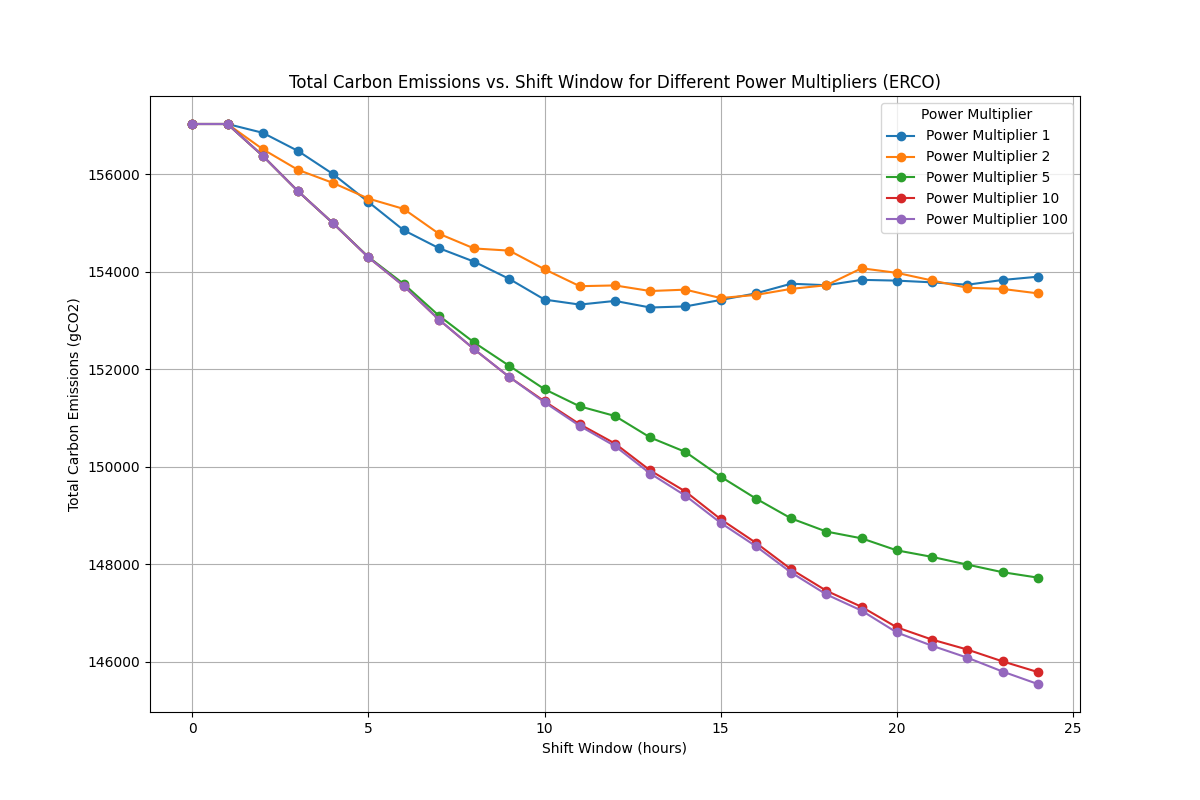 Total Carbon Emissions vs. Shift Window for Different Power Multipliers (ERCO)
Power Multiplier
Power Multiplier 1
Power Multiplier 2
Power Multiplier 5
Power Multiplier 10
Power Multiplier 100
Total Carbon Emissions (gCO2)
156000
154000
152000
150000
148000
146000
0 5 10 15 20 25
Shift Window (hours)